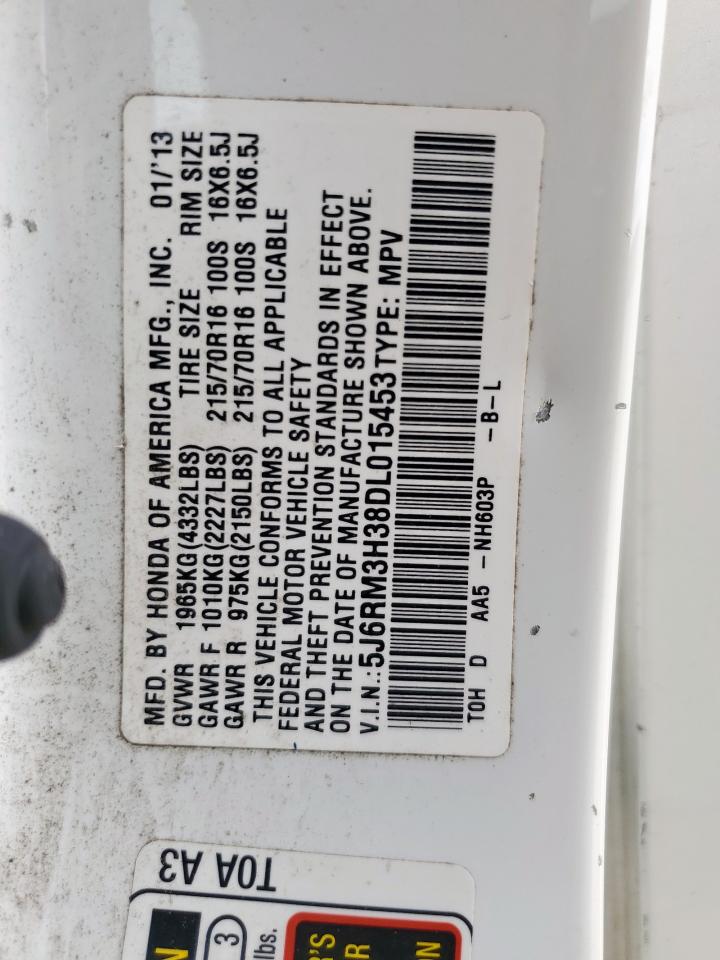 MFD. BY HONDA OF AMERICA MFG., INC. 01/'13
GVWR 1965KG(4332LBS) TIRE SIZE RIM SIZE
GAWR F 1010KG(2227LBS) 215/70R16 100S 16X6.5J
GAWR R 975KG(2150LBS) 215/70R16 100S 16X6.5J
THIS VEHICLE CONFORMS TO ALL APPLICABLE
FEDERAL MOTOR VEHICLE SAFETY
AND THEFT PREVENTION STANDARDS IN EFFECT
ON THE DATE OF MANUFACTURE SHOWN ABOVE.
V.I.N.:5J6RM3H38DL015453 TYPE: MPV
TOH D AA5 -NH603P -B-L
T0A A3
3
lbs.
'S
R
N
N